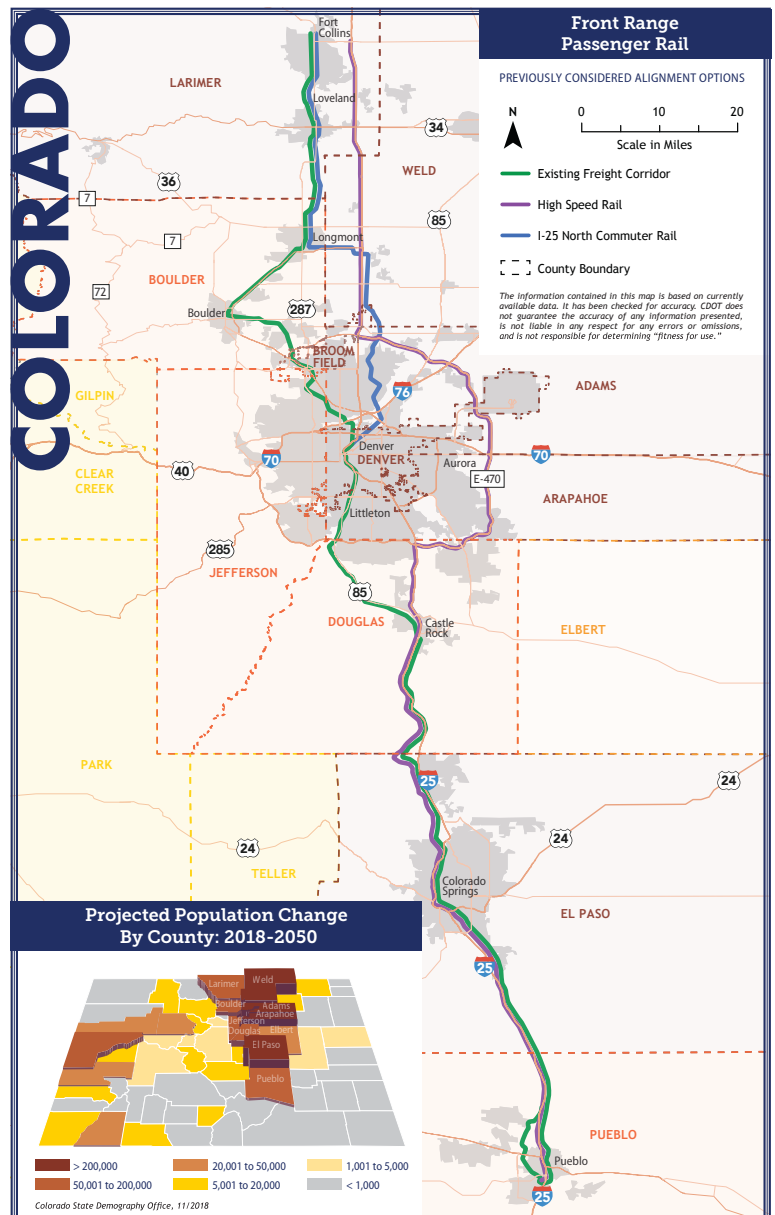 COLORADO
Front Range
Passenger Rail
PREVIOUSLY CONSIDERED ALIGNMENT OPTIONS
N
0 10 20
Scale in Miles
Existing Freight Corridor
High Speed Rail
I-25 North Commuter Rail
County Boundary
The information contained in this map is based on currently
available data. It has been checked for accuracy. CDOT does
not guarantee the accuracy of any information presented,
is not liable in any respect for any errors or omissions,
and is not responsible for determining “fitness for use.”
Fort
Collins
LARIMER
Loveland
34
WELD
36
7
85
7
Longmont
BOULDER
72
287
Boulder
BROOM
FIELD
ADAMS
76
GILPIN
Denver
DENVER
70
70
Aurora
40
CLEAR
CREEK
E-470
ARAPAHOE
Littleton
285
JEFFERSON
85
DOUGLAS
Castle
Rock
ELBERT
PARK
25
24
24
24
TELLER
Colorado
Springs
EL PASO
25
PUEBLO
Pueblo
25
Projected Population Change
By County: 2018-2050
Larimer
Weld
Boulder
Adams
Arapahoe
Jefferson
Douglas
Elbert
El Paso
Pueblo
> 200,000
20,001 to 50,000
1,001 to 5,000
50,001 to 200,000
5,001 to 20,000
< 1,000
Colorado State Demography Office, 11/2018